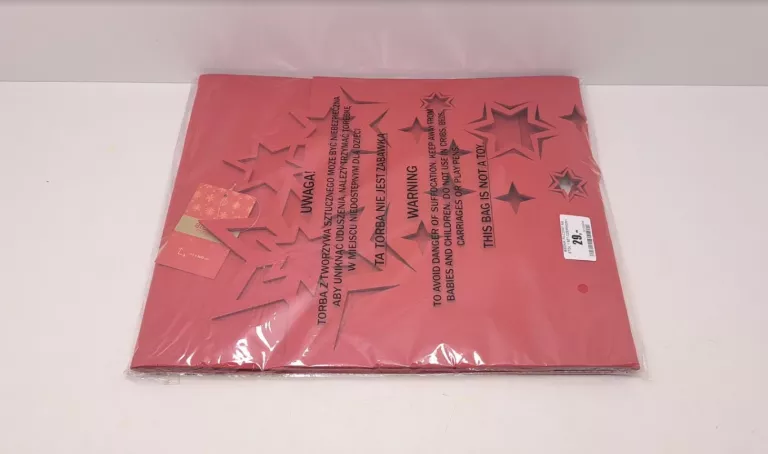 UWAGA!
TORBA Z TWORZYWA SZTUCZNEGO MOŻE BYĆ NIEBEZPIECZNA
ABY UNIKNĄĆ UDUSZENIA, NALEŻY TRZYMAĆ TOREBKĘ
W MIEJSCU NIEDOSTĘPNYM DLA DZIECI
TA TORBA NIE JEST ZABAWKĄ
WARNING
TO AVOID DANGER OF SUFFOCATION, KEEP AWAY FROM
BABIES AND CHILDREN. DO NOT USE IN CRIBS, BEDS,
CARRIAGES OR PLAY PENS
THIS BAG IS NOT A TOY
29,-